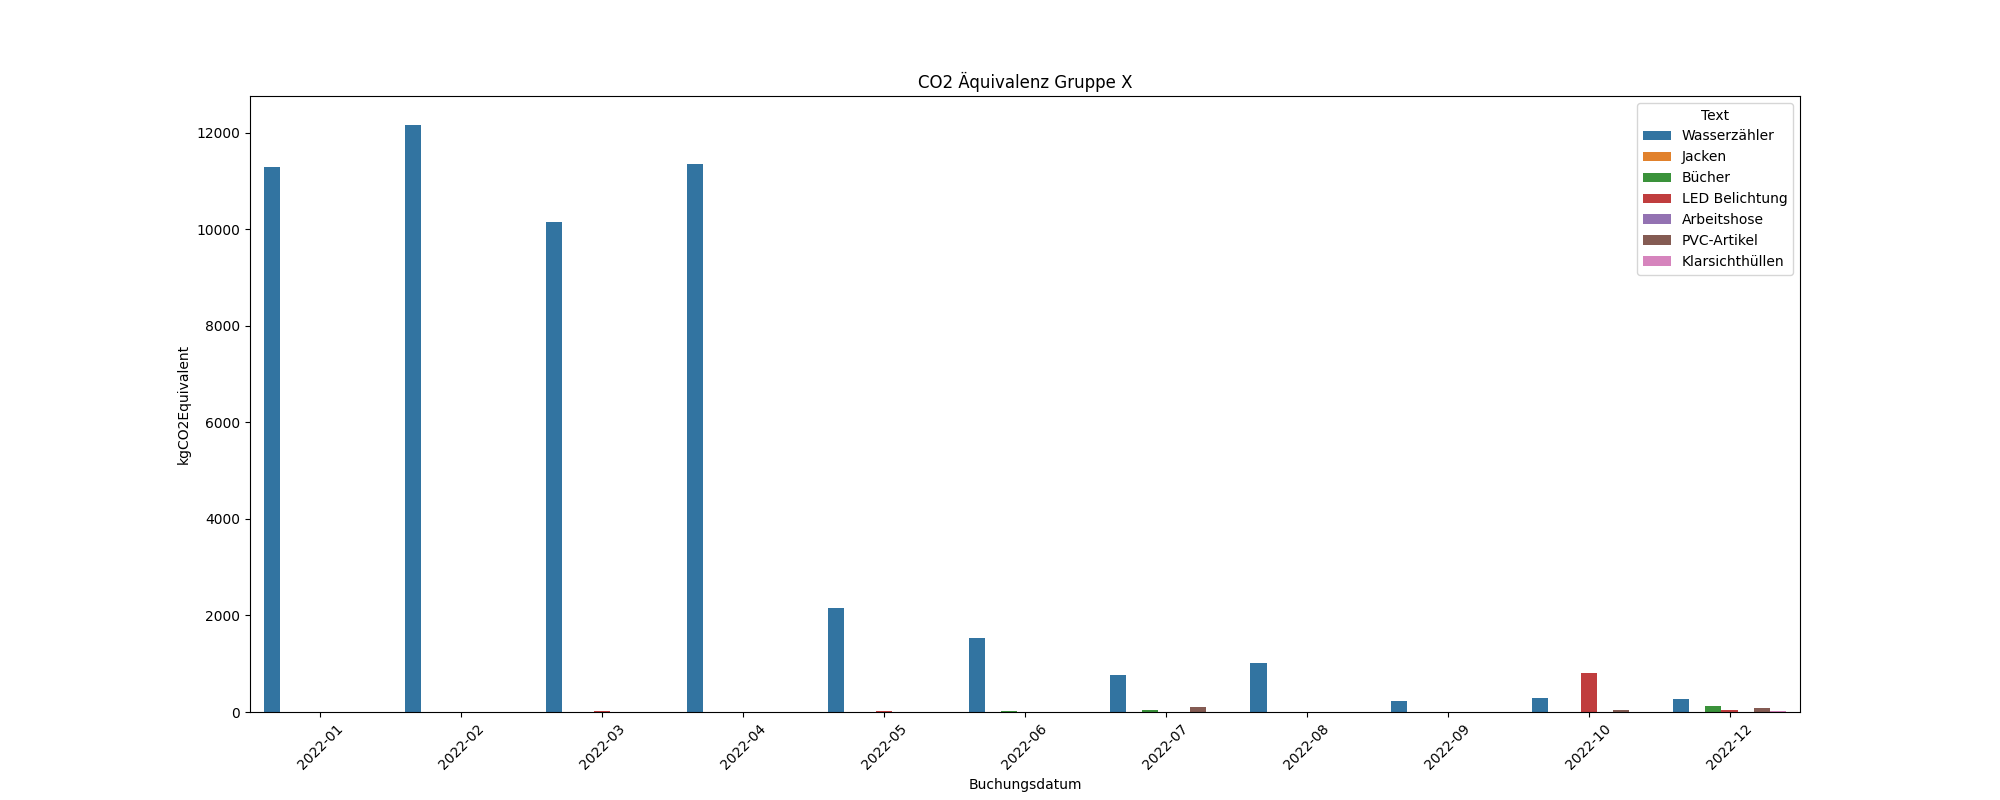 CO2 Äquivalenz Gruppe X
Text
Wasserzähler
Jacken
Bücher
LED Belichtung
Arbeitshose
PVC-Artikel
Klarsichthüllen
kgCO2Equivalent
12000
10000
8000
6000
4000
2000
0
2022-01
2022-02
2022-03
2022-04
2022-05
2022-06
2022-07
2022-08
2022-09
2022-10
2022-12
Buchungsdatum